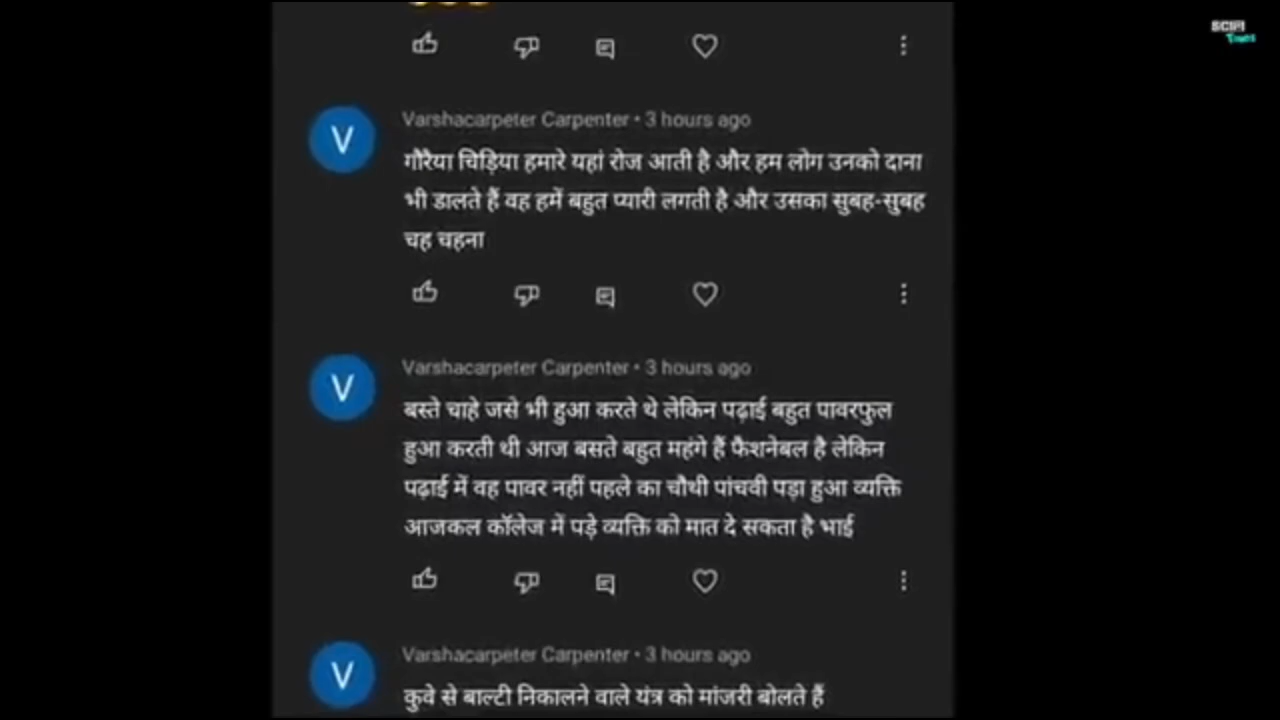 SCIFI
Times
Varshacarpeter Carpenter • 3 hours ago
गौरैया चिड़िया हमारे यहां रोज आती है और हम लोग उनको दाना
भी डालते हैं वह हमें बहुत प्यारी लगती है और उसका सुबह-सुबह
चह चहना
Varshacarpeter Carpenter • 3 hours ago
बस्ते चाहे जसे भी हुआ करते थे लेकिन पढ़ाई बहुत पावरफुल
हुआ करती थी आज बसते बहुत महंगे हैं फैशनेबल है लेकिन
पढ़ाई में वह पावर नहीं पहले का चौथी पांचवी पड़ा हुआ व्यक्ति
आजकल कॉलेज में पड़े व्यक्ति को मात दे सकता है भाई
Varshacarpeter Carpenter • 3 hours ago
कुवे से बाल्टी निकालने वाले यंत्र को मांजरी बोलते हैं
V
V
V